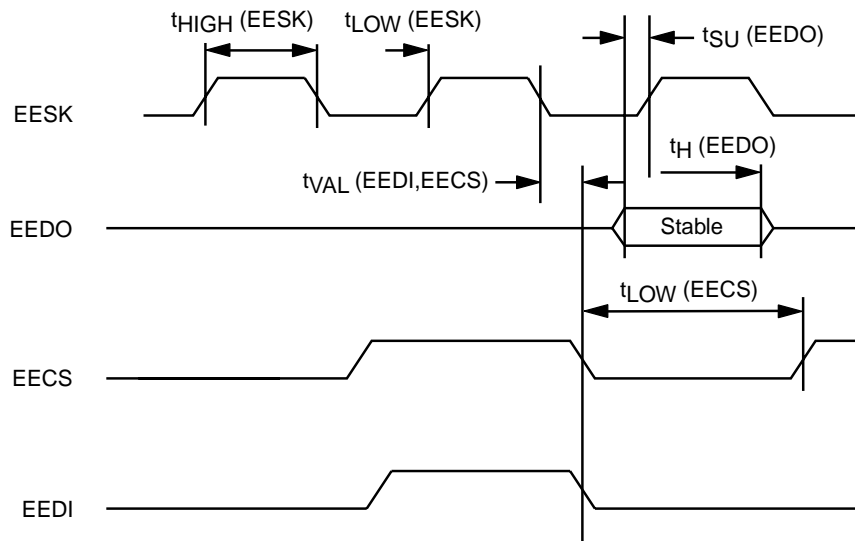 tHIGH (EESK)
tLOW (EESK)
tSU (EEDO)
EESK
tH (EEDO)
tVAL (EEDI,EECS)
EEDO
Stable
tLOW (EECS)
EECS
EEDI